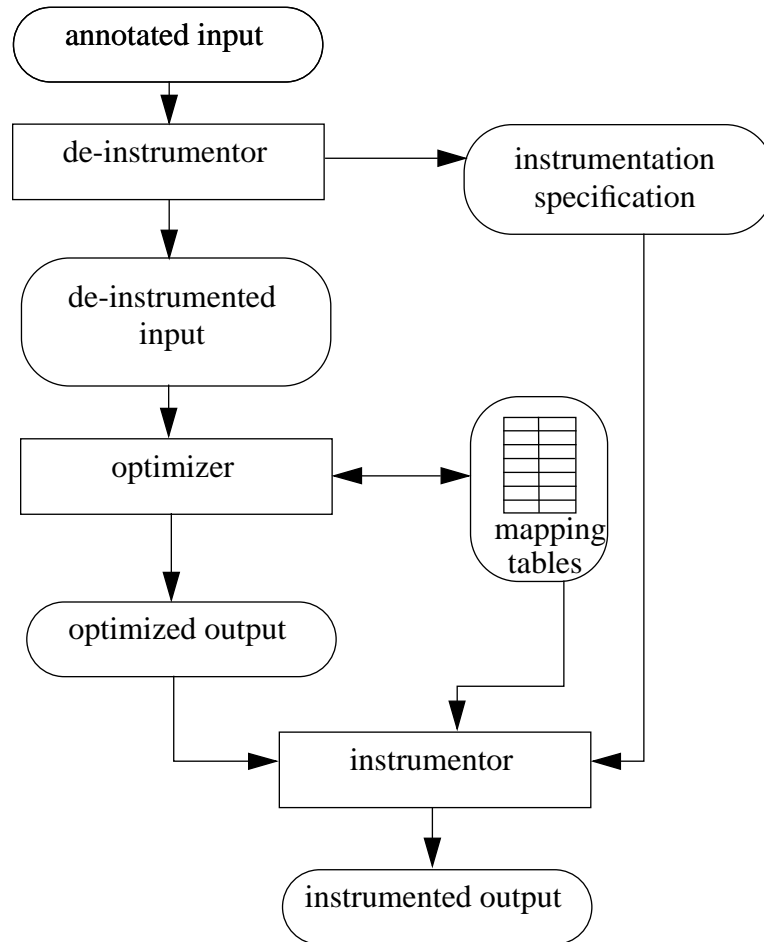 annotated input
de-instrumentor
instrumentation
specification
de-instrumented
input
optimizer
mapping
tables
optimized output
instrumentor
instrumented output